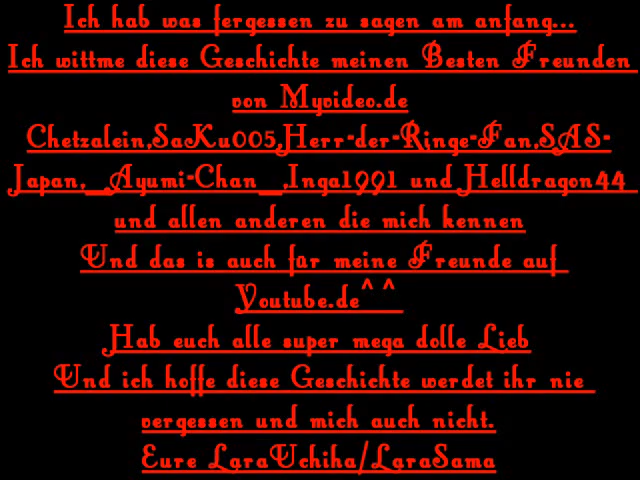 Ich hab was fergessen zu sagen am anfang...
Ich wittme diese Geschichte meinen Besten Freunden
von Myvideo.de
Chetzalein,SaKu005,Herr-der-Ringe-Fan,SAS-
Japan,__Ayumi-Chan__,Inga1991 und Helldragon44
und allen anderen die mich kennen
Und das is auch für meine Freunde auf
Youtube.de^^
Hab euch alle super mega dolle Lieb
Und ich hoffe diese Geschichte werdet ihr nie
vergessen und mich auch nicht.
Eure LaraUchiha/LaraSama